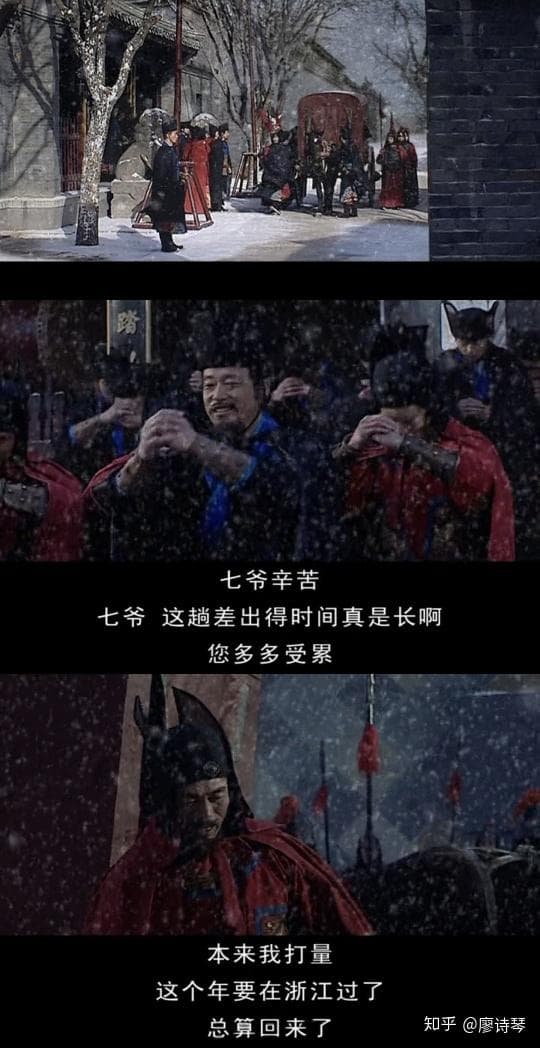 踏
七爷辛苦
七爷 这趟差出得时间真是长啊
您多多受累
本来我打量
这个年要在浙江过了
总算回来了
知乎 @廖诗琴